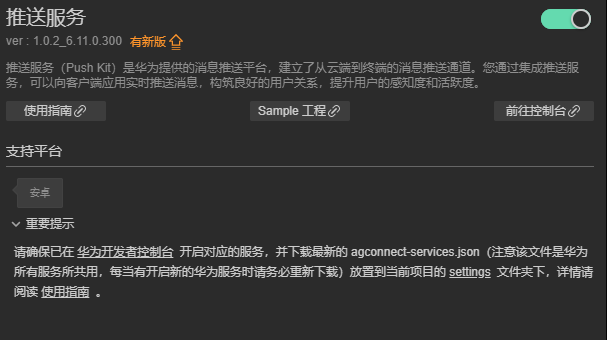 推送服务
ver : 1.0.2_6.11.0.300 有新版
推送服务（Push Kit）是华为提供的消息推送平台，建立了从云端到终端的消息推送通道。您通过集成推送服
务，可以向客户端应用实时推送消息，构筑良好的用户关系，提升用户的感知度和活跃度。
使用指南 Sample 工程 前往控制台
支持平台
安卓
重要提示
请确保已在 华为开发者控制台 开启对应的服务，并下载最新的 agconnect-services.json（注意该文件是华为
所有服务所共用，每当有开启新的华为服务时请务必重新下载）放置到当前项目的 settings 文件夹下，详情请
阅读 使用指南 。